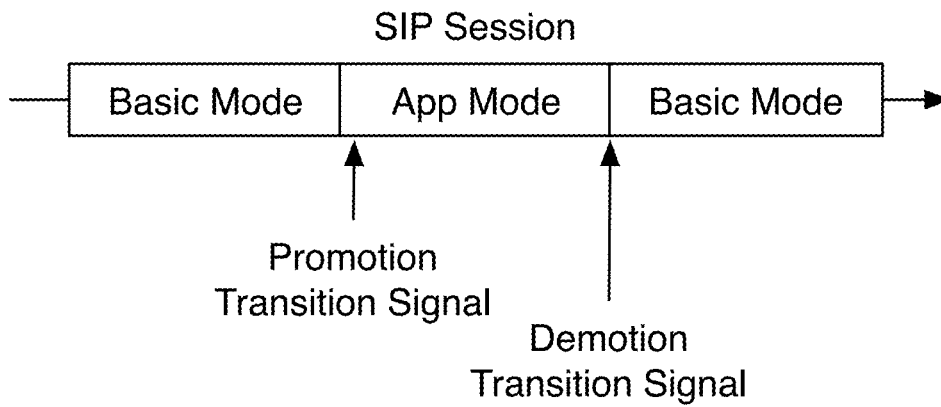 SIP Session
Basic Mode
App Mode
Basic Mode
Promotion
Transition Signal
Demotion
Transition Signal